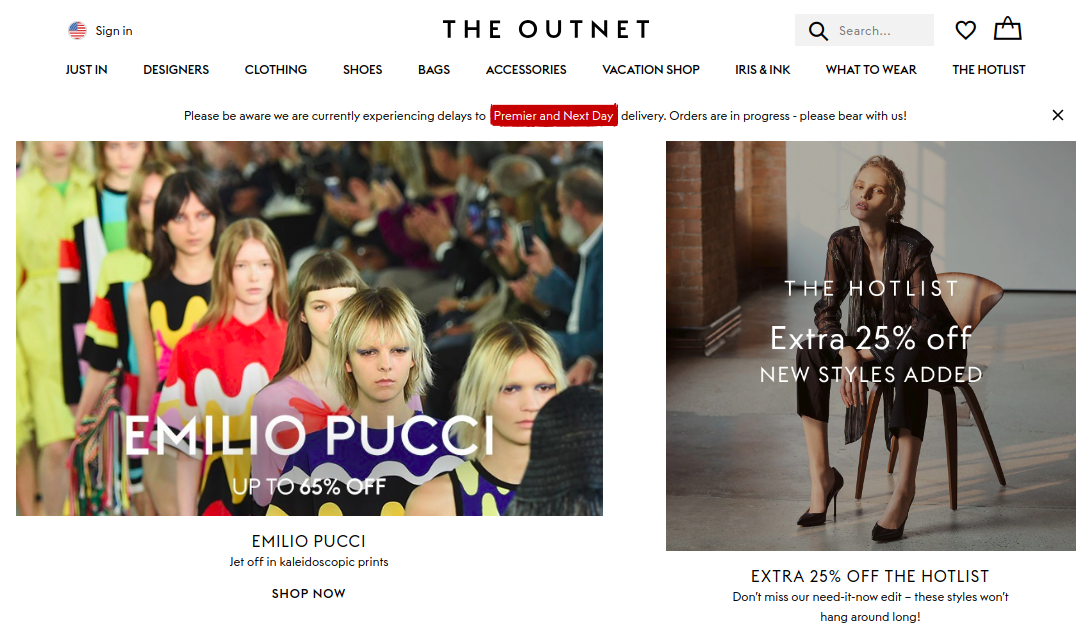 Sign in
THE OUTNET
Search...
JUST IN DESIGNERS CLOTHING SHOES BAGS ACCESSORIES VACATION SHOP IRIS & INK WHAT TO WEAR THE HOTLIST
Please be aware we are currently experiencing delays to Premier and Next Day delivery. Orders are in progress - please bear with us!
EMILIO PUCCI
UP TO 65% OFF
EMILIO PUCCI
Jet off in kaleidoscopic prints
SHOP NOW
THE HOTLIST
Extra 25% off
NEW STYLES ADDED
EXTRA 25% OFF THE HOTLIST
Don't miss our need-it-now edit – these styles won't
hang around long!